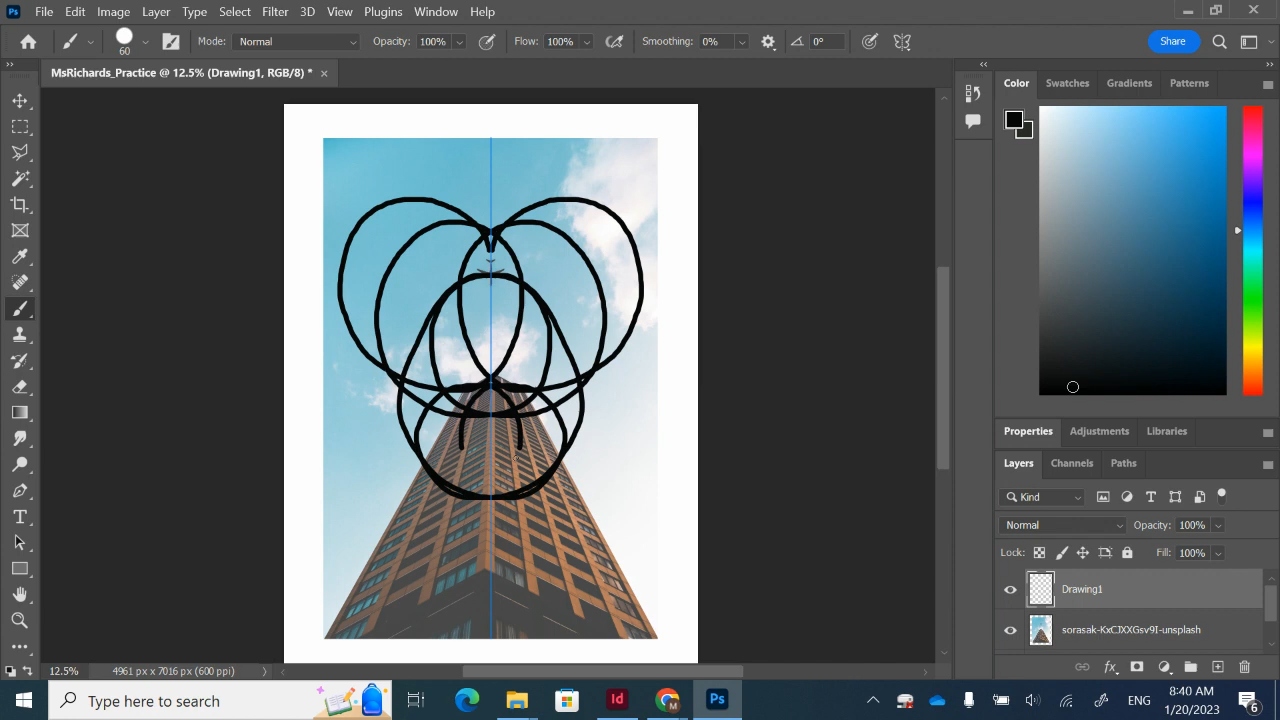 Ps File Edit Image Layer Type Select Filter 3D View Plugins Window Help
60 Mode: Normal Opacity: 100% Flow: 100% Smoothing: 0% 0° Share
MsRichards_Practice @ 12.5% (Drawing1, RGB/8) * ×
Color Swatches Gradients Patterns
Properties Adjustments Libraries
Layers Channels Paths
Kind
Normal Opacity: 100%
Lock: Fill: 100%
Drawing1
sorasak-KxCJXXGsv9I-unsplash
12.5% 4961 px x 7016 px (600 ppi)
Type here to search
Id
M
Ps
ENG
8:40 AM
1/20/2023
6